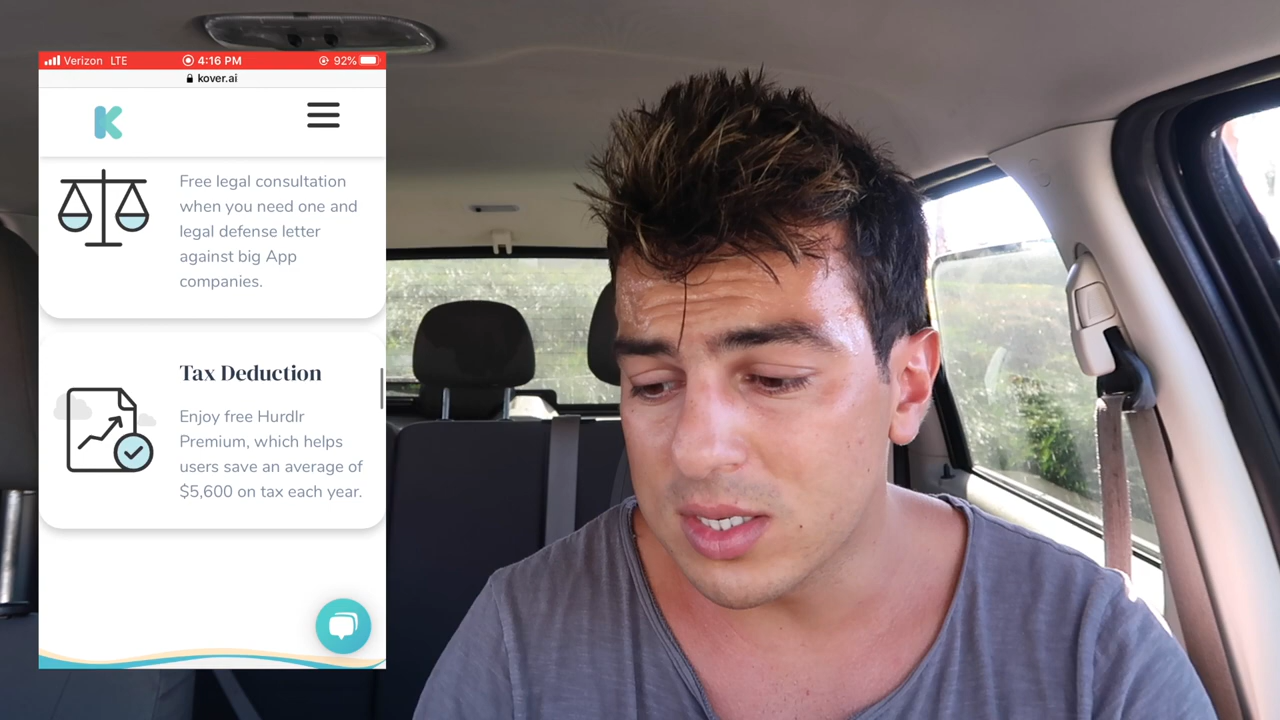 Verizon LTE 4:16 PM 92%
kover.ai
K
Free legal consultation
when you need one and
legal defense letter
against big App
companies.
Tax Deduction
Enjoy free Hurdlr
Premium, which helps
users save an average of
$5,600 on tax each year.